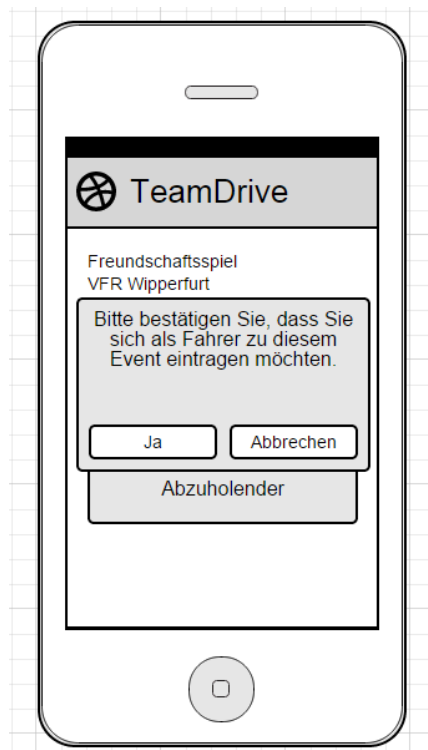 TeamDrive
Freundschaftsspiel
VFR Wipperfurt
Bitte bestätigen Sie, dass Sie
sich als Fahrer zu diesem
Event eintragen möchten.
Ja
Abbrechen
Abzuholender